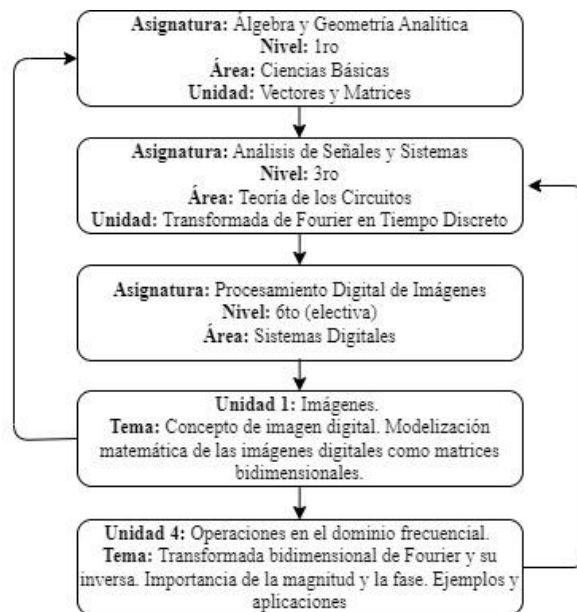 Asignatura: Álgebra y Geometría Analítica
Nivel: 1ro
Área: Ciencias Básicas
Unidad: Vectores y Matrices
Asignatura: Análisis de Señales y Sistemas
Nivel: 3ro
Área: Teoría de los Circuitos
Unidad: Transformada de Fourier en Tiempo Discreto
Asignatura: Procesamiento Digital de Imágenes
Nivel: 6to (electiva)
Área: Sistemas Digitales
Unidad 1: Imágenes.
Tema: Concepto de imagen digital. Modelización
matemática de las imágenes digitales como matrices
bidimensionales.
Unidad 4: Operaciones en el dominio frecuencial.
Tema: Transformada bidimensional de Fourier y su
inversa. Importancia de la magnitud y la fase. Ejemplos y
aplicaciones